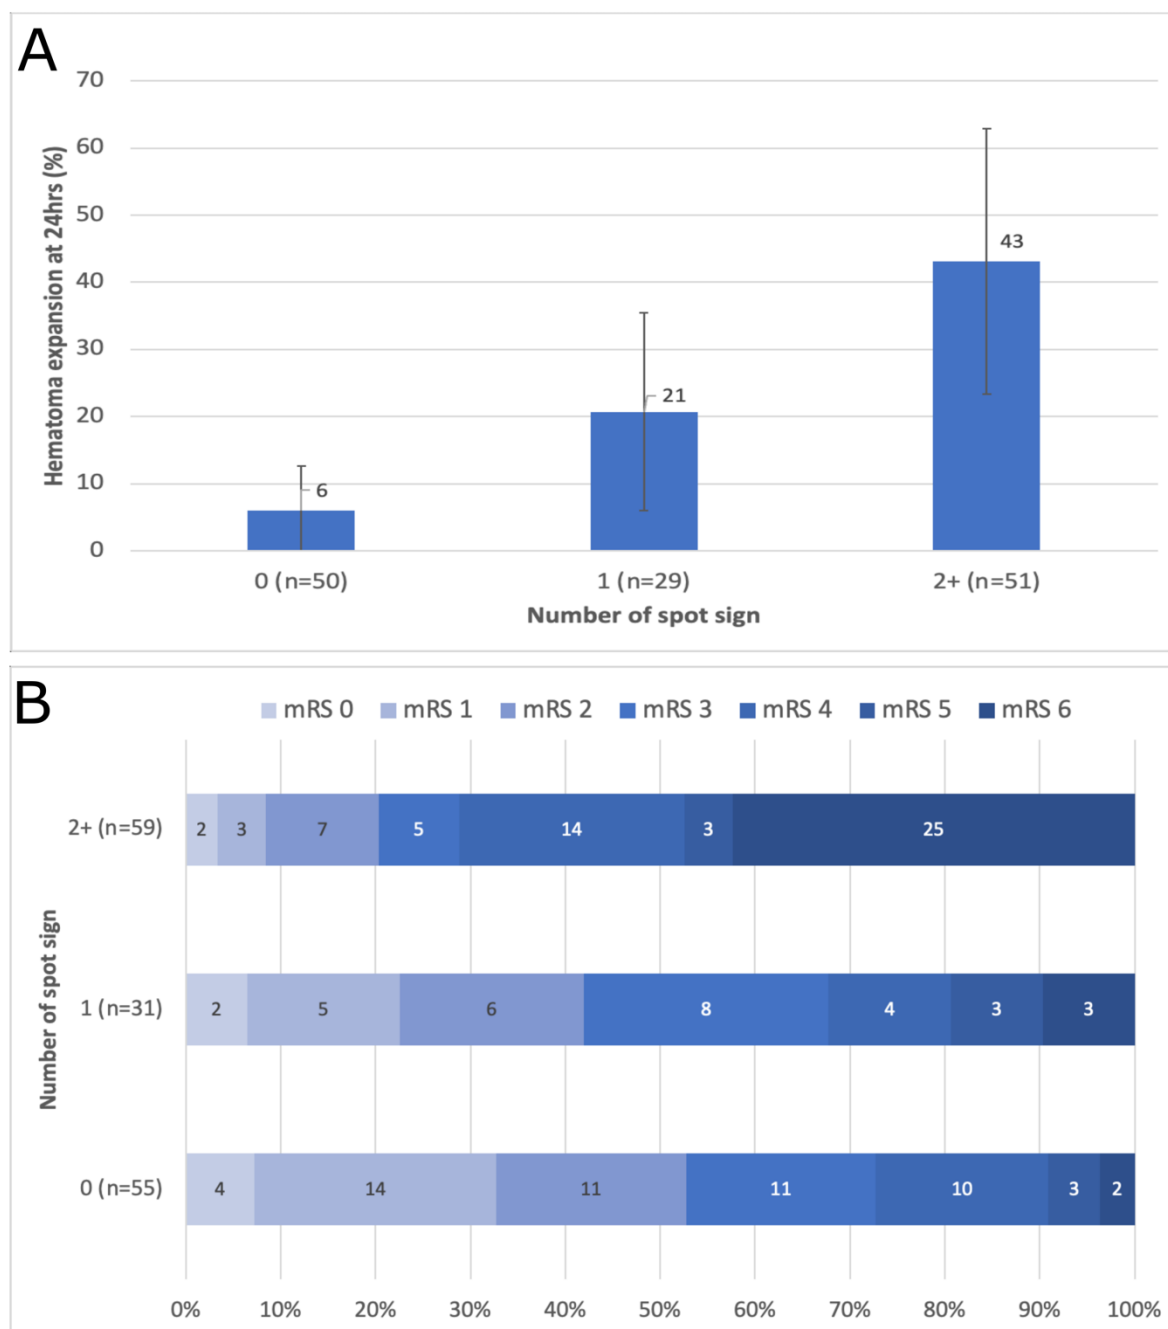 A
70
60
50
40
30
20
10
0
Hematoma expansion at 24hrs (%)
6
21
43
0 (n=50) 1 (n=29) 2+ (n=51)
Number of spot sign
B
mRS 0 mRS 1 mRS 2 mRS 3 mRS 4 mRS 5 mRS 6
Number of spot sign
2+ (n=59) 2 3 7 5 14 3 25
1 (n=31) 2 5 6 8 4 3 3
0 (n=55) 4 14 11 11 10 3 2
0% 10% 20% 30% 40% 50% 60% 70% 80% 90% 100%